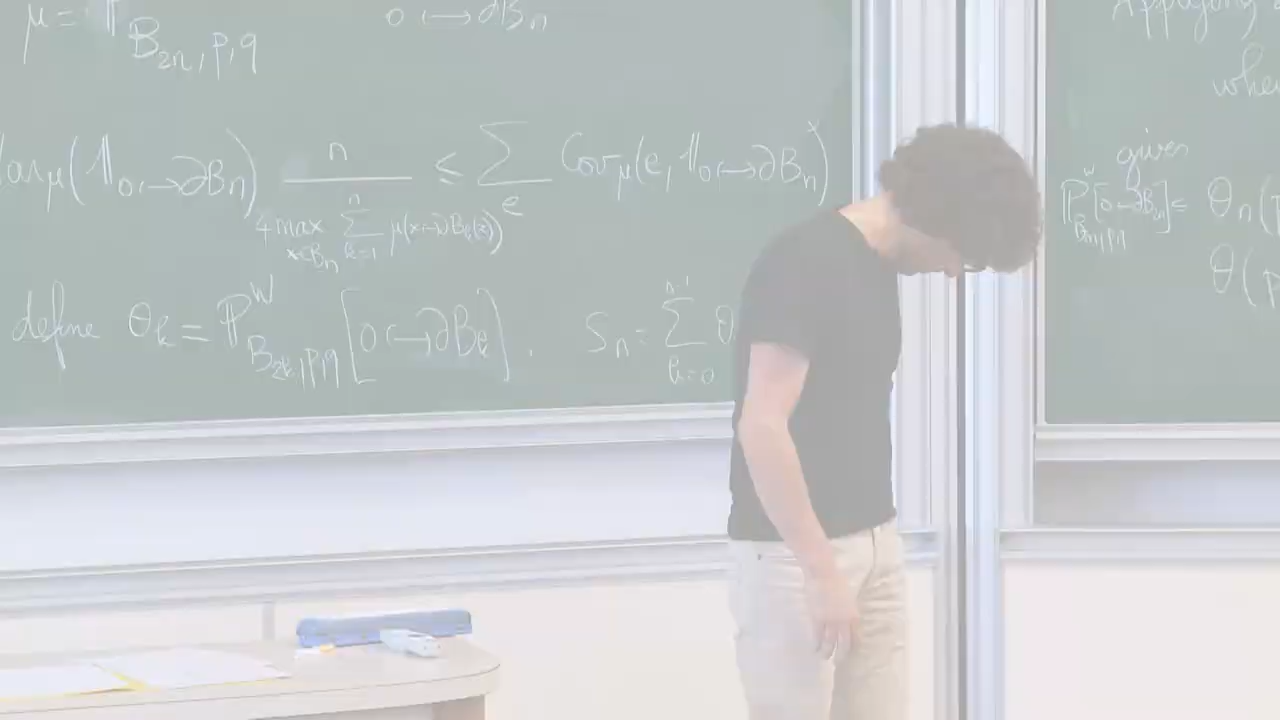 μ = ℙ_{B_{2n},p,q}
0 ↔ ∂B_n
Var_μ(𝟙_{0↔∂B_n}) n / (4 max_{x∈B_n} Σ_{k=1}^{n} μ(x↔∂B_k(x))) ≤ Σ_e Cov_μ(e, 𝟙_{0↔∂B_n})
define θ_k = ℙ^w_{B_{2k},p,q}[0↔∂B_k]. S_n = Σ_{k=0}^{n-1} θ
Applying
given
ℙ^w_{B_{2n},p,q}[0↔∂B_n] ≤ θ_n(
θ(p